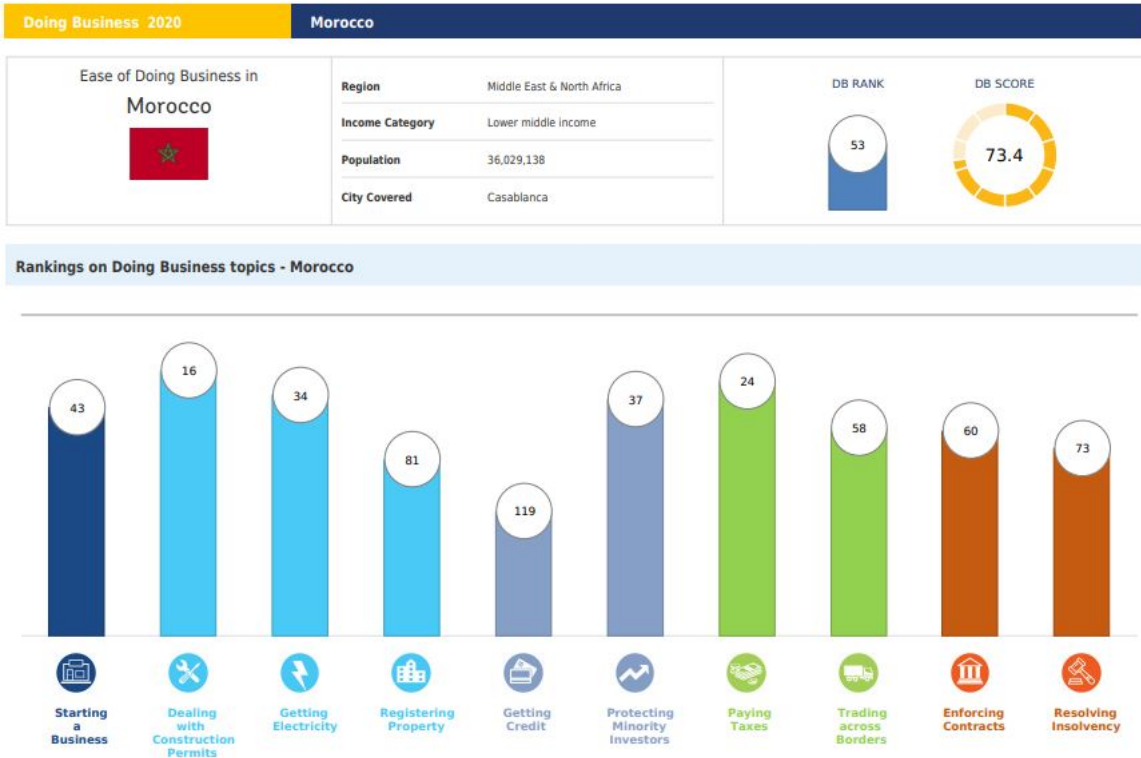 Doing Business 2020
Morocco
Ease of Doing Business in
Morocco
Region Middle East & North Africa
Income Category Lower middle income
Population 36,029,138
City Covered Casablanca
DB RANK
53
DB SCORE
73.4
Rankings on Doing Business topics - Morocco
43
16
34
81
119
37
24
58
60
73
Starting
a
Business
Dealing
with
Construction
Permits
Getting
Electricity
Registering
Property
Getting
Credit
Protecting
Minority
Investors
Paying
Taxes
Trading
across
Borders
Enforcing
Contracts
Resolving
Insolvency